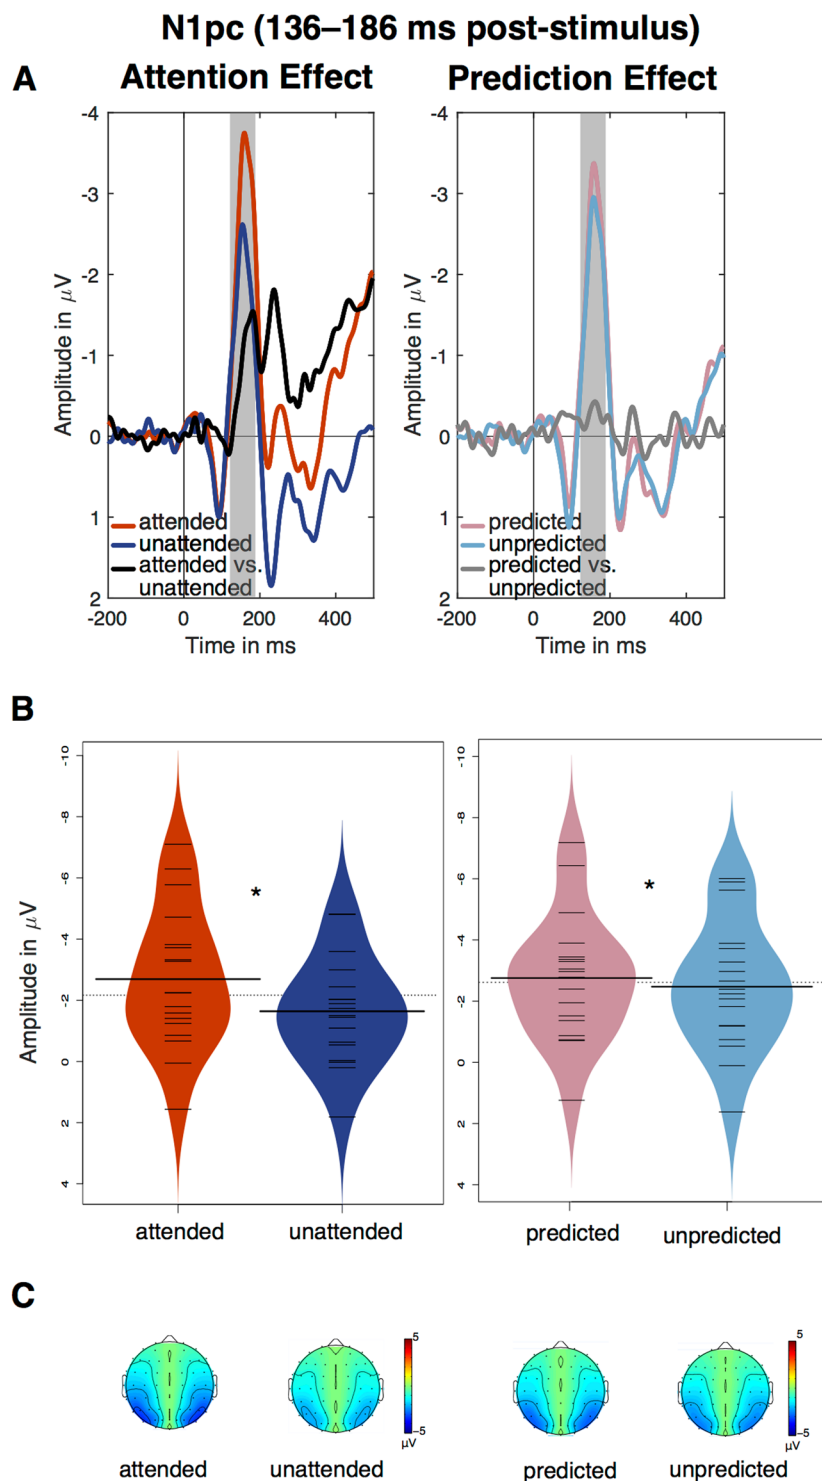 N1pc (136–186 ms post-stimulus)
A
Attention Effect
Prediction Effect
Amplitude in μV
-4
-3
-2
-1
0
1
2
attended
unattended
attended vs.
unattended
-200
0
200
400
Time in ms
Amplitude in μV
-4
-3
-2
-1
0
1
2
predicted
unpredicted
predicted vs.
unpredicted
-200
0
200
400
Time in ms
B
Amplitude in μV
-10
-8
-6
-4
-2
0
2
4
*
attended
unattended
-10
-8
-6
-4
-2
0
2
4
*
predicted
unpredicted
C
5
-5
μV
attended
unattended
5
-5
μV
predicted
unpredicted